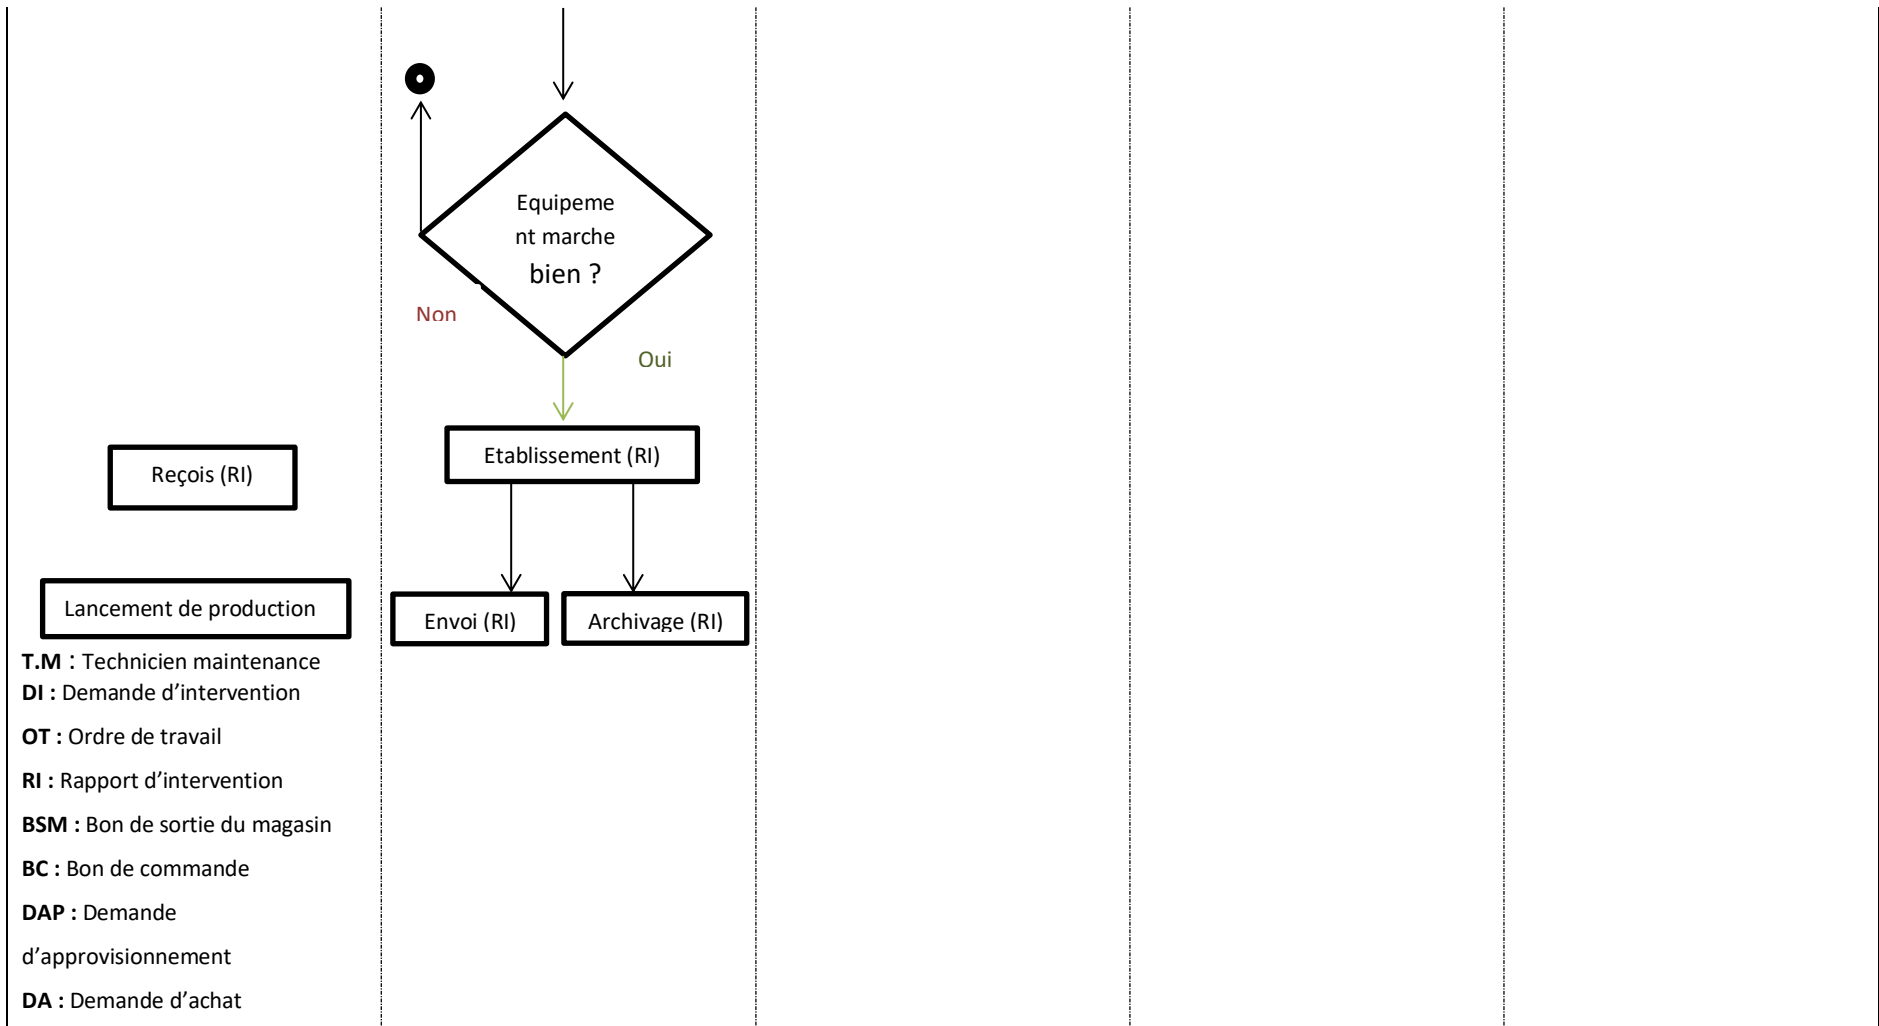 Equipeme
nt marche
bien ?
Non
Oui
Etablissement (RI)
Reçois (RI)
Lancement de production
Envoi (RI)
Archivage (RI)
T.M : Technicien maintenance
DI : Demande d’intervention
OT : Ordre de travail
RI : Rapport d’intervention
BSM : Bon de sortie du magasin
BC : Bon de commande
DAP : Demande
d’approvisionnement
DA : Demande d’achat